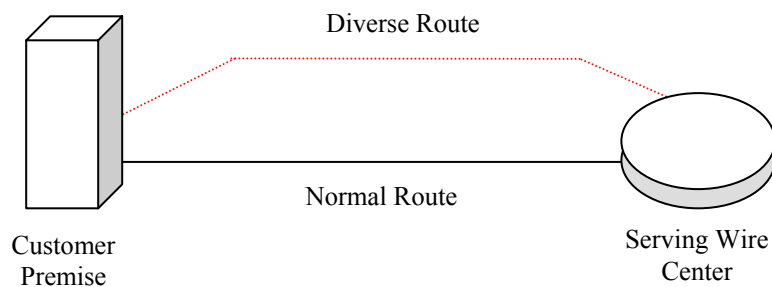 Diverse Route
Normal Route
Customer
Premise
Serving Wire
Center